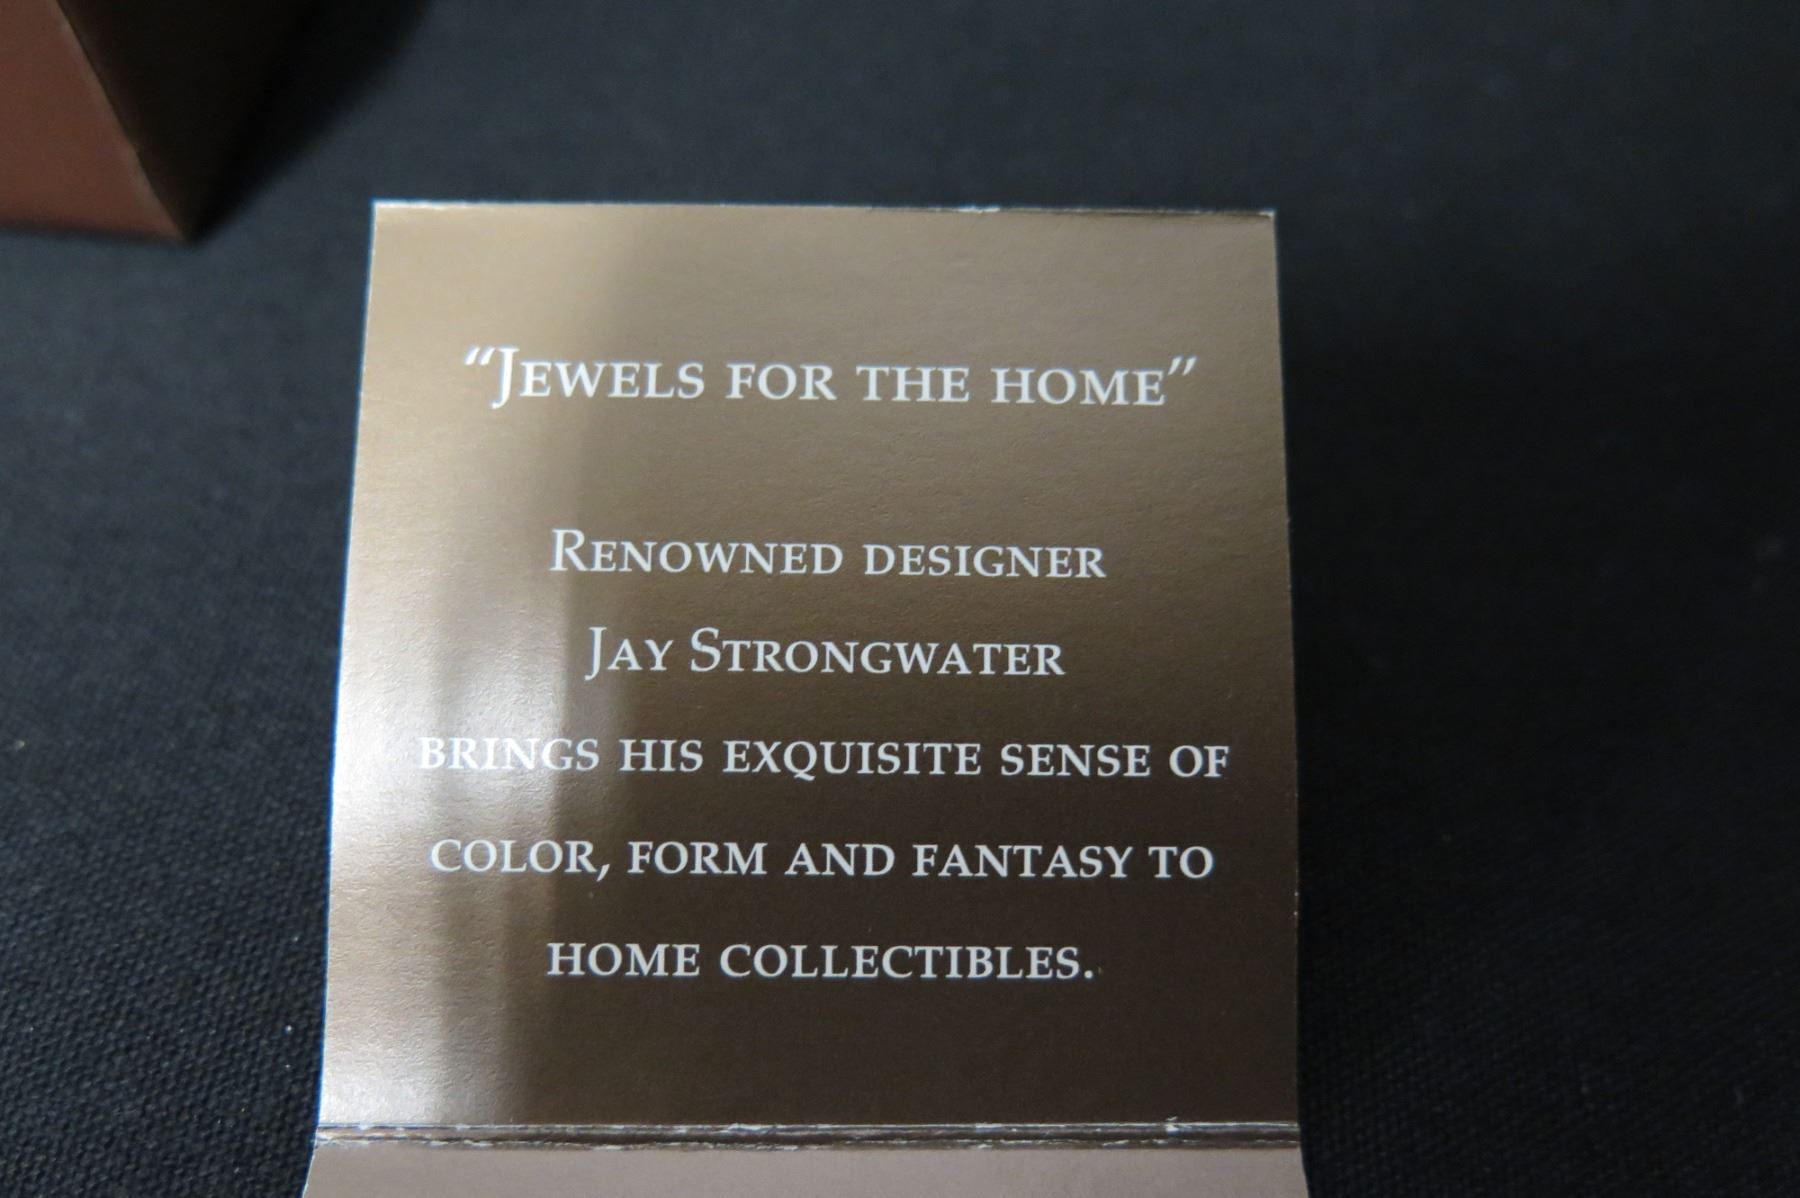 "Jewels for the home"
Renowned designer
Jay Strongwater
brings his exquisite sense of
color, form and fantasy to
home collectibles.